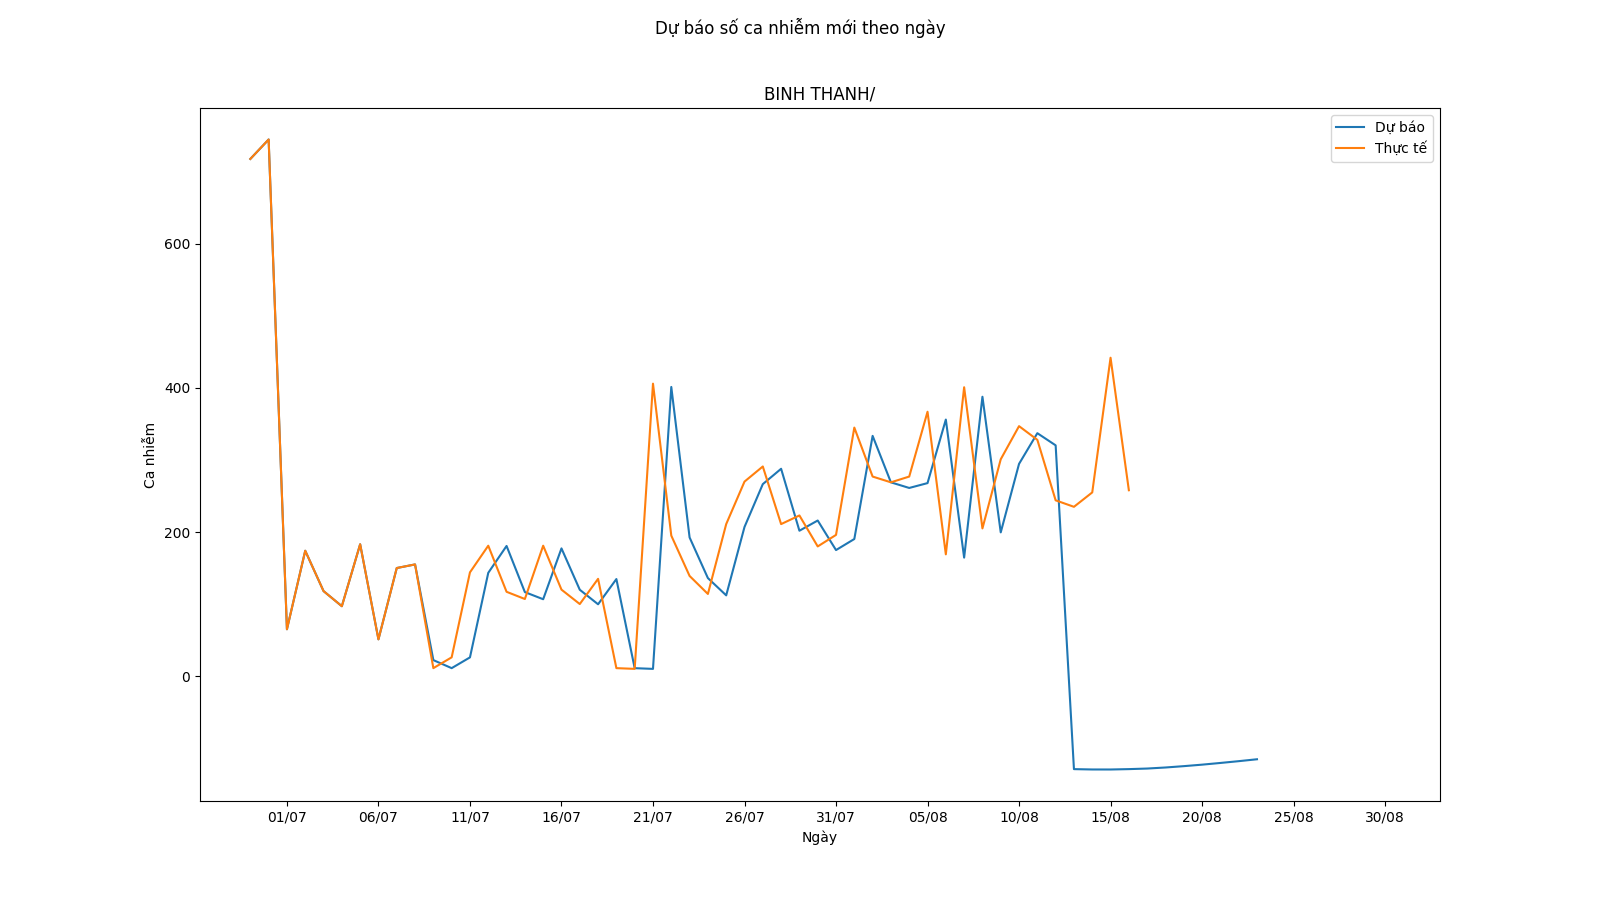 Dự báo số ca nhiễm mới theo ngày
BINH THANH/
Dự báo
Thực tế
600
400
200
0
Ca nhiễm
01/07 06/07 11/07 16/07 21/07 26/07 31/07 05/08 10/08 15/08 20/08 25/08 30/08
Ngày